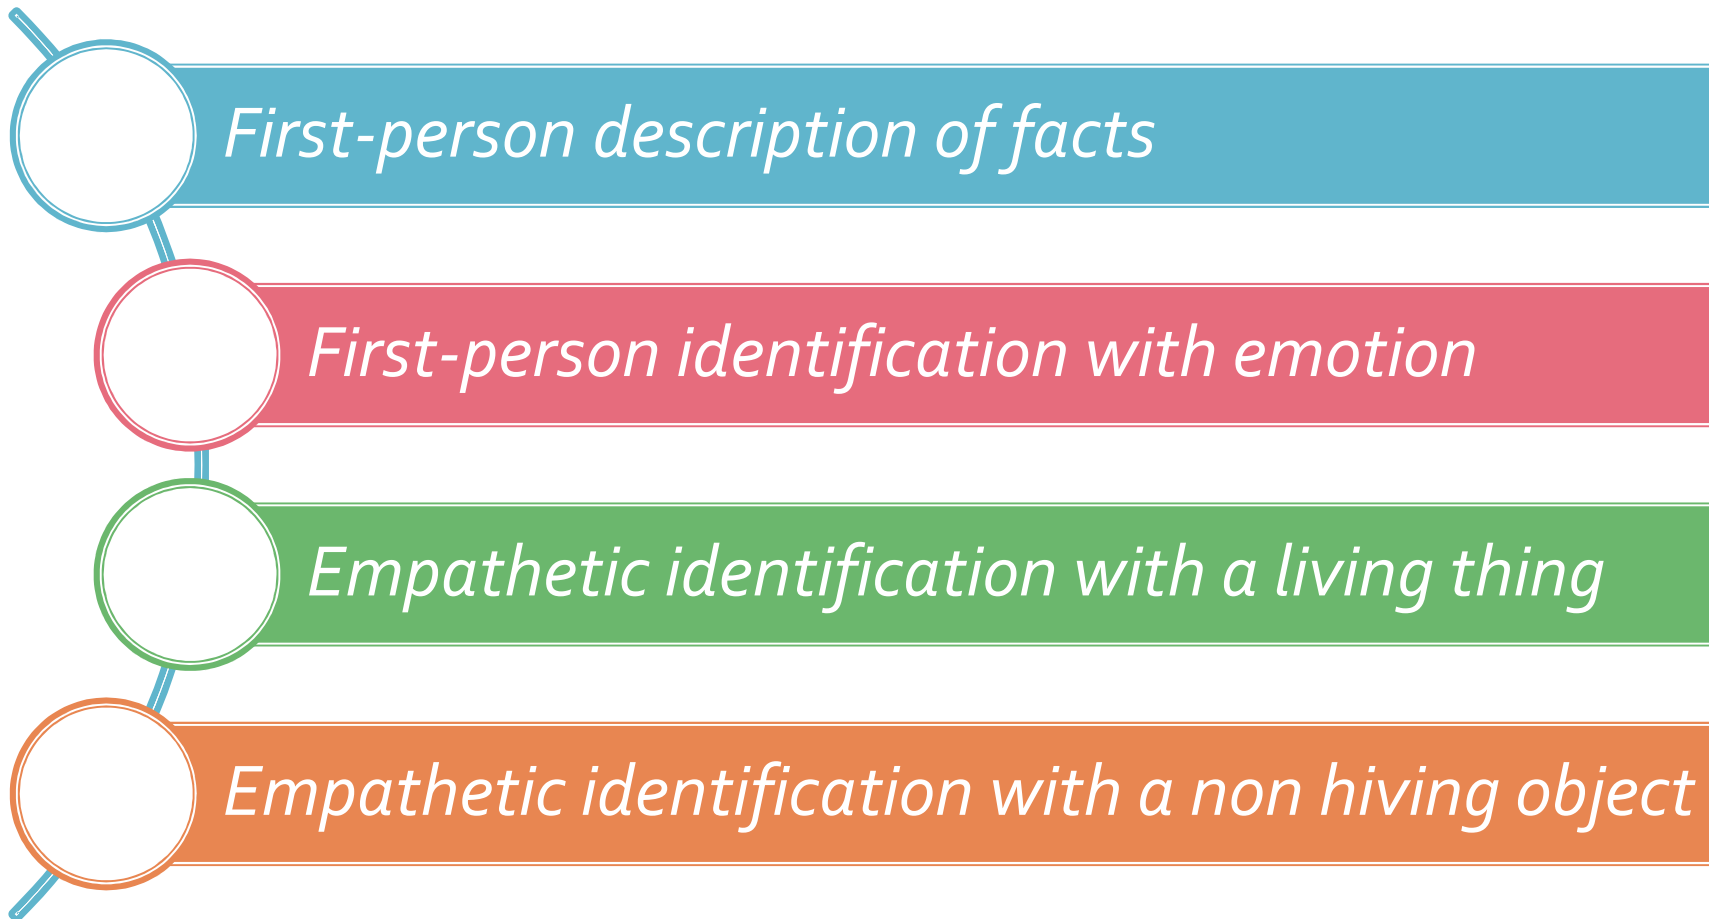 First-person description of facts
First-person identification with emotion
Empathetic identification with a living thing
Empathetic identification with a non hiving object